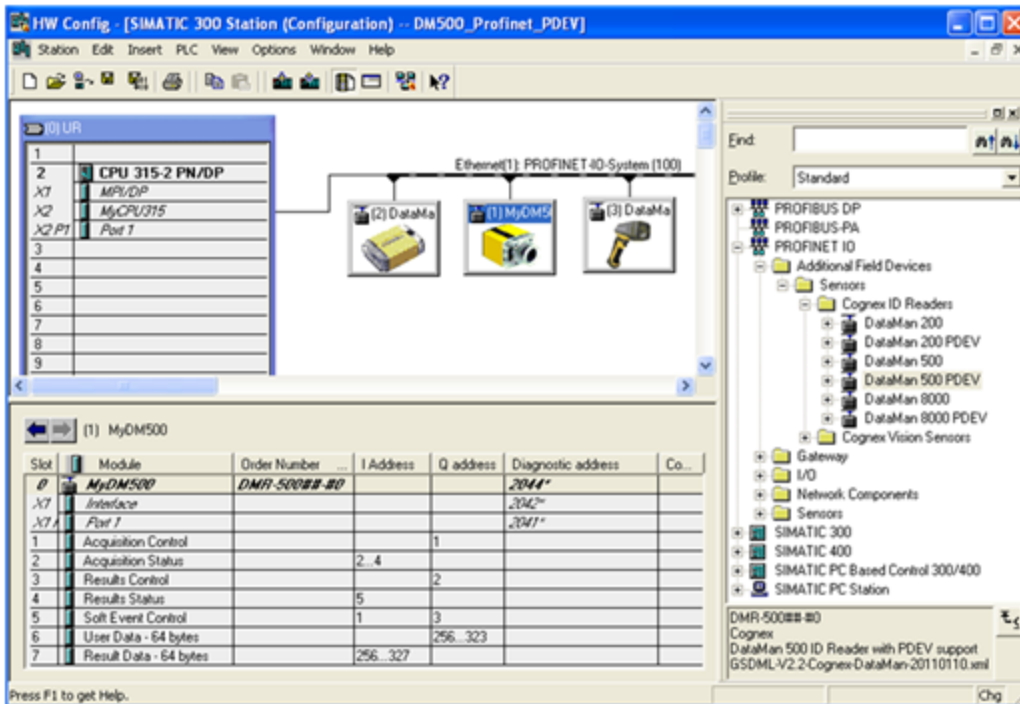 HW Config - [SIMATIC 300 Station (Configuration) -- DM500_Profinet_PDEV]
Station Edit Insert PLC View Options Window Help
(0) UR
1
2 CPU 315-2 PN/DP
X1 MPI/DP
X2 MyCPU315
X2 P1 Port 1
3
4
5
6
7
8
9
Ethernet(1): PROFINET-IO-System (100)
(2) DataMa
(1) MyDM5
(3) DataMa
Find:
Profile: Standard
PROFIBUS DP
PROFIBUS-PA
PROFINET IO
Additional Field Devices
Sensors
Cognex ID Readers
DataMan 200
DataMan 200 PDEV
DataMan 500
DataMan 500 PDEV
DataMan 8000
DataMan 8000 PDEV
Cognex Vision Sensors
Gateway
I/O
Network Components
Sensors
SIMATIC 300
SIMATIC 400
SIMATIC PC Based Control 300/400
SIMATIC PC Station
(1) MyDM500
Slot Module Order Number ... I Address Q address Diagnostic address Co...
0 MyDM500 DMR-500##-#0 2044*
X1 Interface 2042*
X1 Port 1 2041*
1 Acquisition Control 1
2 Acquisition Status 2...4
3 Results Control 2
4 Results Status 5
5 Soft Event Control 1 3
6 User Data - 64 bytes 256...323
7 Result Data - 64 bytes 256...327
DMR-500##-#0
Cognex
DataMan 500 ID Reader with PDEV support
GSDML-V2.2-Cognex-DataMan-20110110.xml
Press F1 to get Help.
Chg